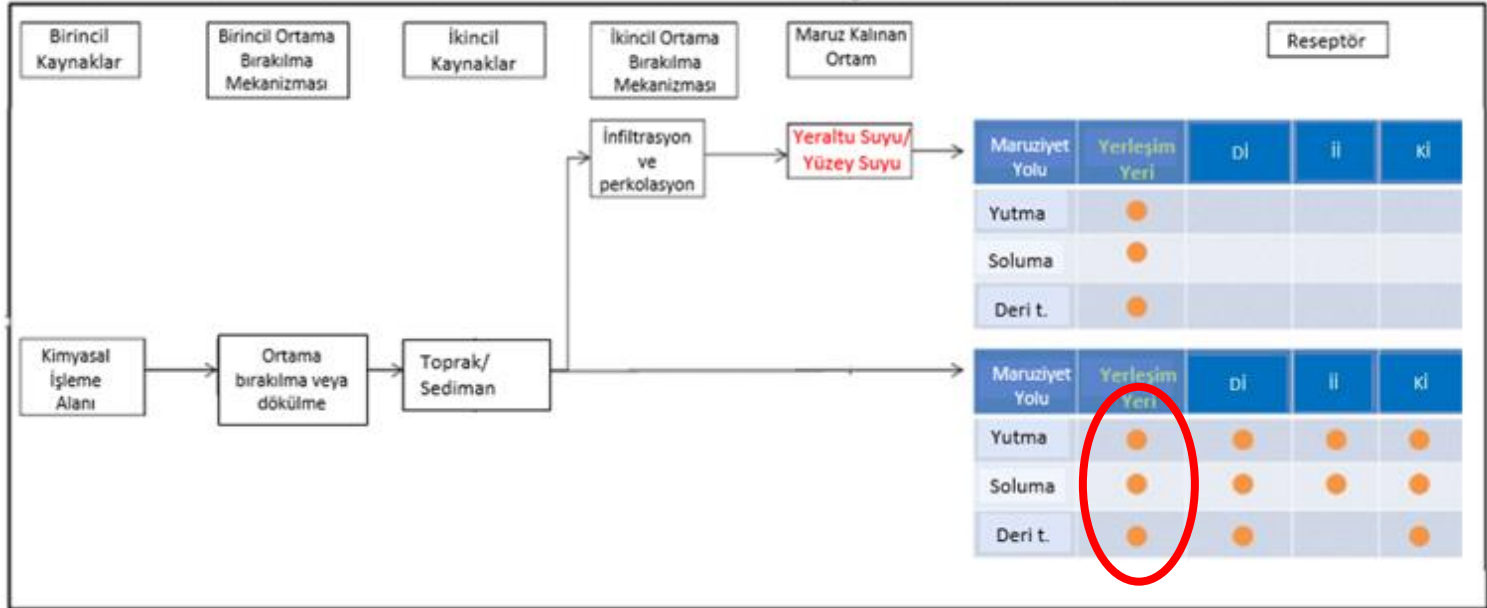 Birincil
Kaynaklar
Birincil Ortama
Bırakılma
Mekanizması
İkincil
Kaynaklar
İkincil Ortama
Bırakılma
Mekanizması
Maruz Kalınan
Ortam
Reseptör
İnfiltrasyon
ve
perkolasyon
Yeraltu Suyu/
Yüzey Suyu
Maruziyet
Yolu
Yerleşim
Yeri
Dİ
İİ
Kİ
Yutma
Soluma
Deri t.
Kimyasal
İşleme
Alanı
Ortama
bırakılma veya
dökülme
Toprak/
Sediman
Maruziyet
Yolu
Yerleşim
Yeri
Dİ
İİ
Kİ
Yutma
Soluma
Deri t.